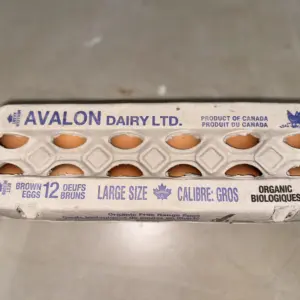 AVALON DAIRY LTD.
PRODUCT OF CANADA
PRODUIT DU CANADA
BROWN EGGS 12 OEUFS BRUNS
LARGE SIZE CALIBRE: GROS
ORGANIC
BIOLOGIQUES